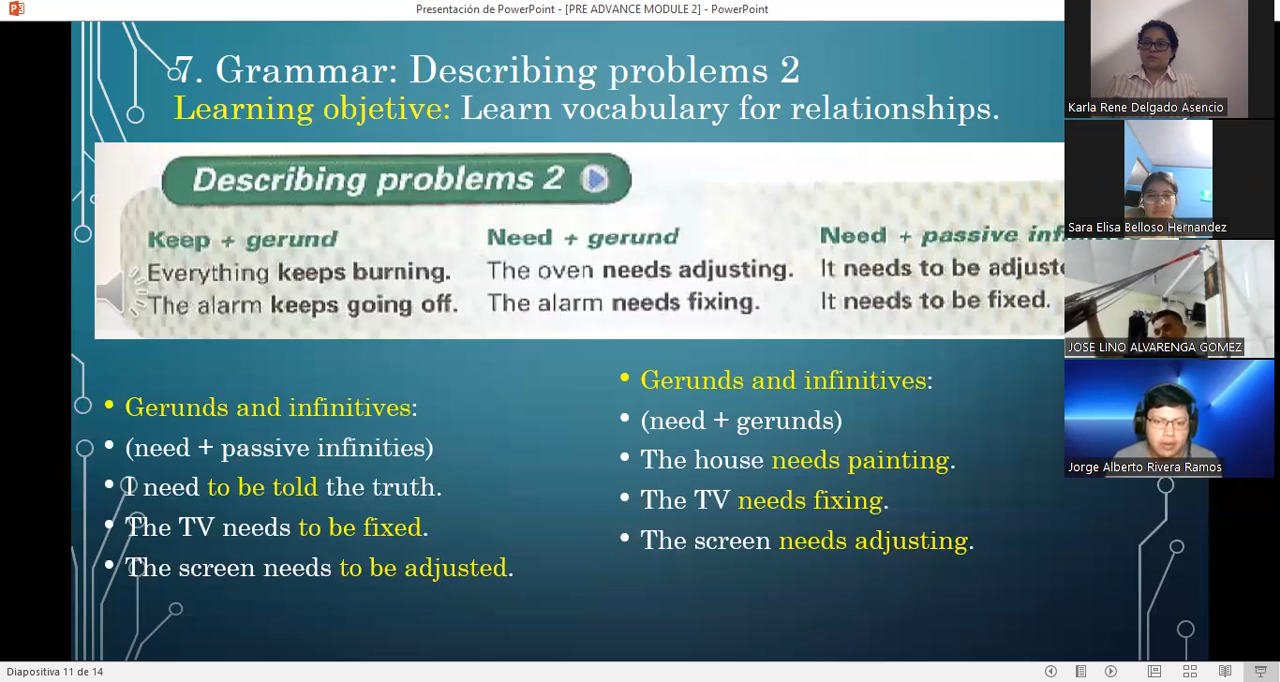 Presentación de PowerPoint - [PRE ADVANCE MODULE 2] - PowerPoint
7. Grammar: Describing problems 2
Learning objetive: Learn vocabulary for relationships.
Describing problems 2
Keep + gerund
Everything keeps burning.
The alarm keeps going off.
Need + gerund
The oven needs adjusting.
The alarm needs fixing.
Need + passive inf
It needs to be adjuste
It needs to be fixed.
• Gerunds and infinitives:
• (need + passive infinities)
• I need to be told the truth.
• The TV needs to be fixed.
• The screen needs to be adjusted.
• Gerunds and infinitives:
• (need + gerunds)
• The house needs painting.
• The TV needs fixing.
• The screen needs adjusting.
Karla Rene Delgado Asencio
Sara Elisa Belloso Hernandez
JOSE LINO ALVARENGA GOMEZ
Jorge Alberto Rivera Ramos
Diapositiva 11 de 14